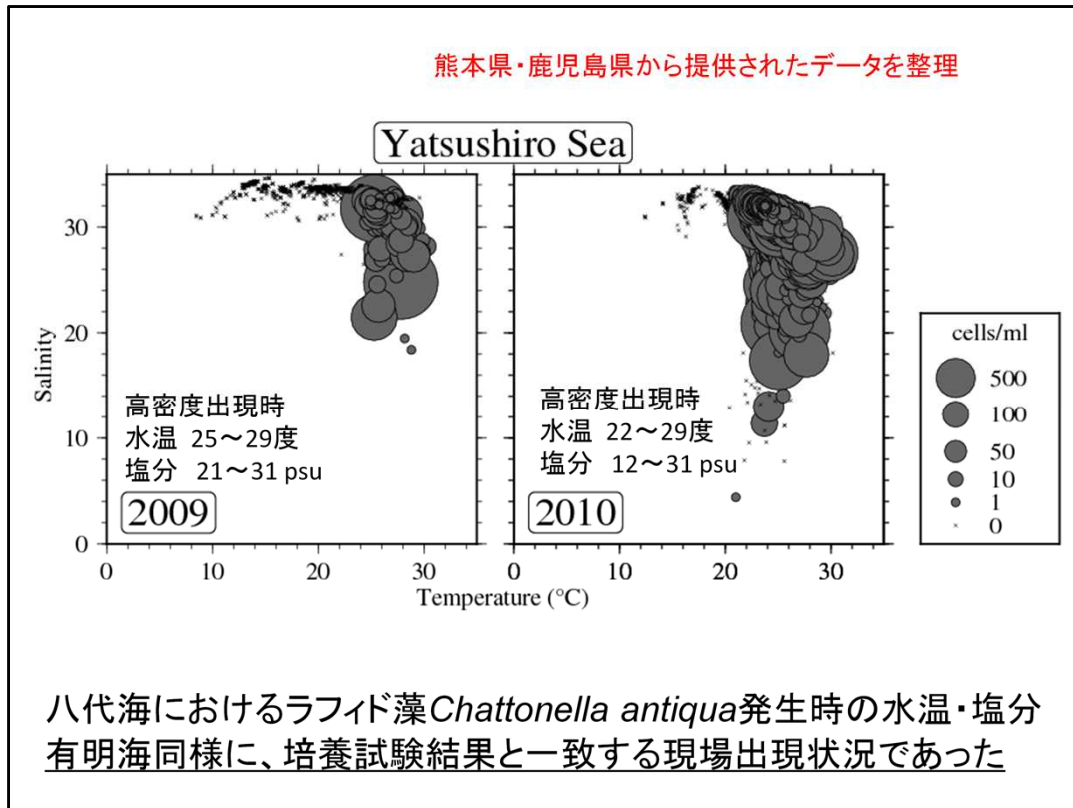 熊本県・鹿児島県から提供されたデータを整理
Yatsushiro Sea
Salinity
30
20
10
0
高密度出現時
水温 25～29度
塩分 21～31 psu
2009
0 10 20 30
高密度出現時
水温 22～29度
塩分 12～31 psu
2010
0 10 20 30
Temperature (°C)
cells/ml
500
100
50
10
1
0
八代海におけるラフィド藻Chattonella antiqua発生時の水温・塩分
有明海同様に、培養試験結果と一致する現場出現状況であった